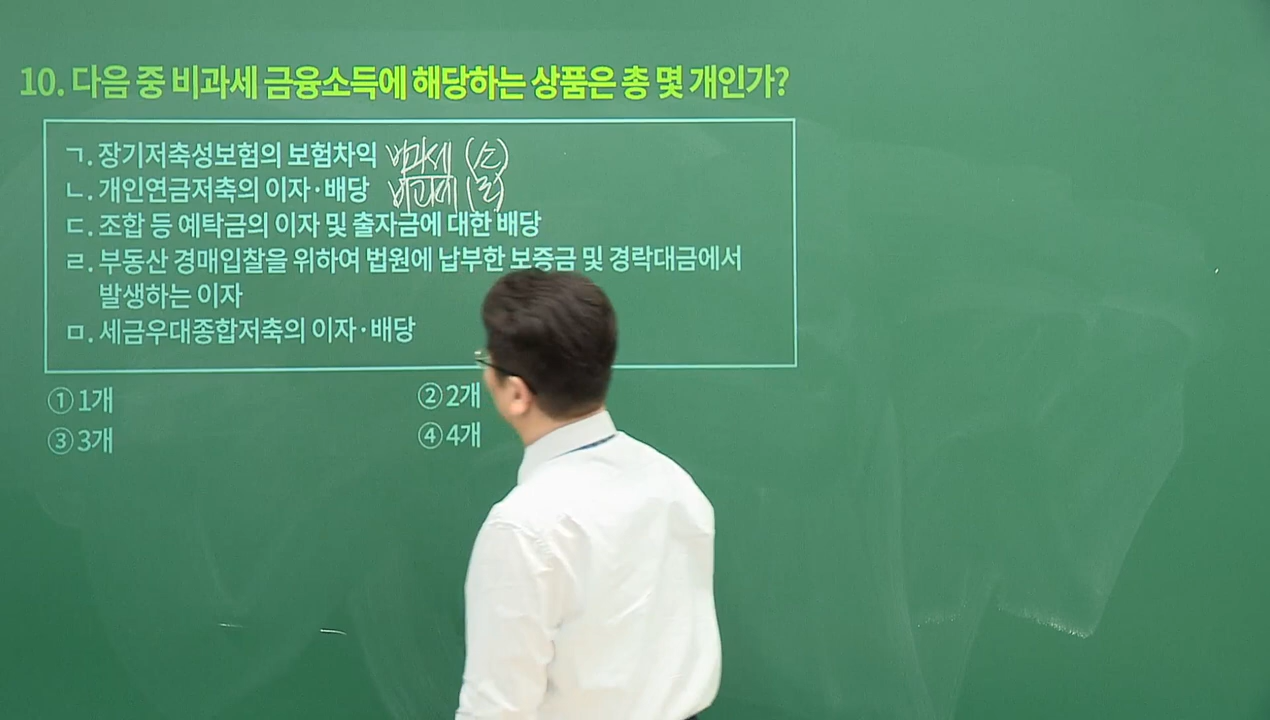 10. 다음 중 비과세 금융소득에 해당하는 상품은 총 몇 개인가?
ㄱ. 장기저축성보험의 보험차익 비과세 (소)
ㄴ. 개인연금저축의 이자·배당 비과세
ㄷ. 조합 등 예탁금의 이자 및 출자금에 대한 배당
ㄹ. 부동산 경매입찰을 위하여 법원에 납부한 보증금 및 경락대금에서
발생하는 이자
ㅁ. 세금우대종합저축의 이자·배당
① 1개 ② 2개
③ 3개 ④ 4개